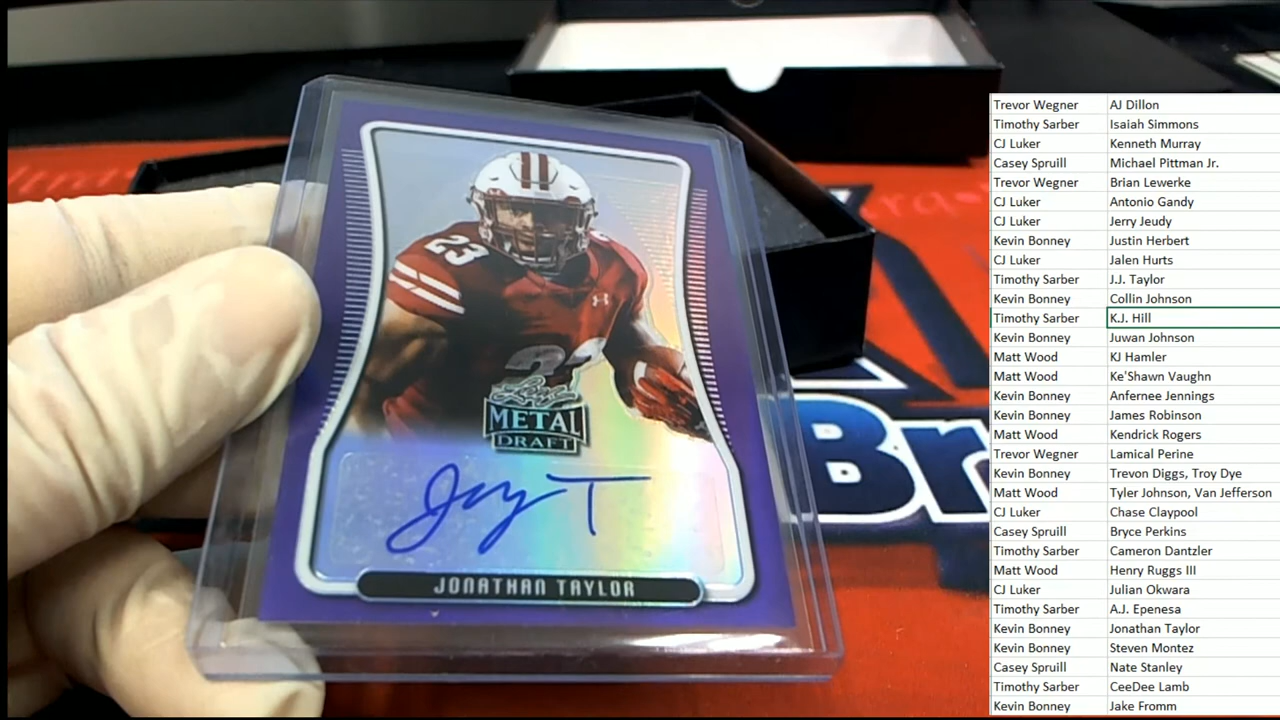 23
23
Leaf
METAL
DRAFT
Jay T
JONATHAN TAYLOR
Br
Trevor Wegner AJ Dillon
Timothy Sarber Isaiah Simmons
CJ Luker Kenneth Murray
Casey Spruill Michael Pittman Jr.
Trevor Wegner Brian Lewerke
CJ Luker Antonio Gandy
CJ Luker Jerry Jeudy
Kevin Bonney Justin Herbert
CJ Luker Jalen Hurts
Timothy Sarber J.J. Taylor
Kevin Bonney Collin Johnson
Timothy Sarber K.J. Hill
Kevin Bonney Juwan Johnson
Matt Wood KJ Hamler
Matt Wood Ke'Shawn Vaughn
Kevin Bonney Anfernee Jennings
Kevin Bonney James Robinson
Matt Wood Kendrick Rogers
Trevor Wegner Lamical Perine
Kevin Bonney Trevon Diggs, Troy Dye
Matt Wood Tyler Johnson, Van Jefferson
CJ Luker Chase Claypool
Casey Spruill Bryce Perkins
Timothy Sarber Cameron Dantzler
Matt Wood Henry Ruggs III
CJ Luker Julian Okwara
Timothy Sarber A.J. Epenesa
Kevin Bonney Jonathan Taylor
Kevin Bonney Steven Montez
Casey Spruill Nate Stanley
Timothy Sarber CeeDee Lamb
Kevin Bonney Jake Fromm